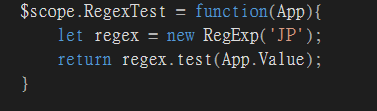 $scope.RegexTest = function(App){
    let regex = new RegExp('JP');
    return regex.test(App.Value);
}